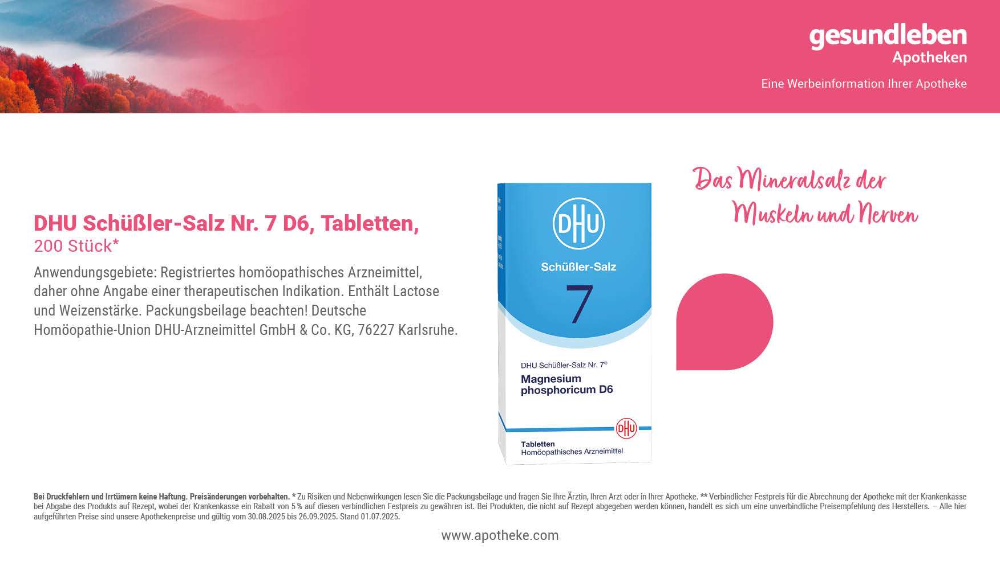 gesundleben
Apotheken
Eine Werbeinformation Ihrer Apotheke
Das Mineralsalz der
Muskeln und Nerven
DHU Schüßler-Salz Nr. 7 D6, Tabletten,
200 Stück*
Anwendungsgebiete: Registriertes homöopathisches Arzneimittel,
daher ohne Angabe einer therapeutischen Indikation. Enthält Lactose
und Weizenstärke. Packungsbeilage beachten! Deutsche
Homöopathie-Union DHU-Arzneimittel GmbH & Co. KG, 76227 Karlsruhe.
DHU
Schüßler-Salz
7
DHU Schüßler-Salz Nr. 7®
Magnesium
phosphoricum D6
DHU
Tabletten
Homöopathisches Arzneimittel
Bei Druckfehlern und Irrtümern keine Haftung. Preisänderungen vorbehalten. * Zu Risiken und Nebenwirkungen lesen Sie die Packungsbeilage und fragen Sie Ihre Ärztin, Ihren Arzt oder in Ihrer Apotheke. ** Verbindlicher Festpreis für die Abrechnung der Apotheke mit der Krankenkasse
bei Abgabe des Produkts auf Rezept, wobei der Krankenkasse ein Rabatt von 5 % auf diesen verbindlichen Festpreis zu gewähren ist. Bei Produkten, die nicht auf Rezept abgegeben werden können, handelt es sich um eine unverbindliche Preisempfehlung des Herstellers. – Alle hier
aufgeführten Preise sind unsere Apothekenpreise und gültig vom 30.08.2025 bis 26.09.2025. Stand 01.07.2025.
www.apotheke.com